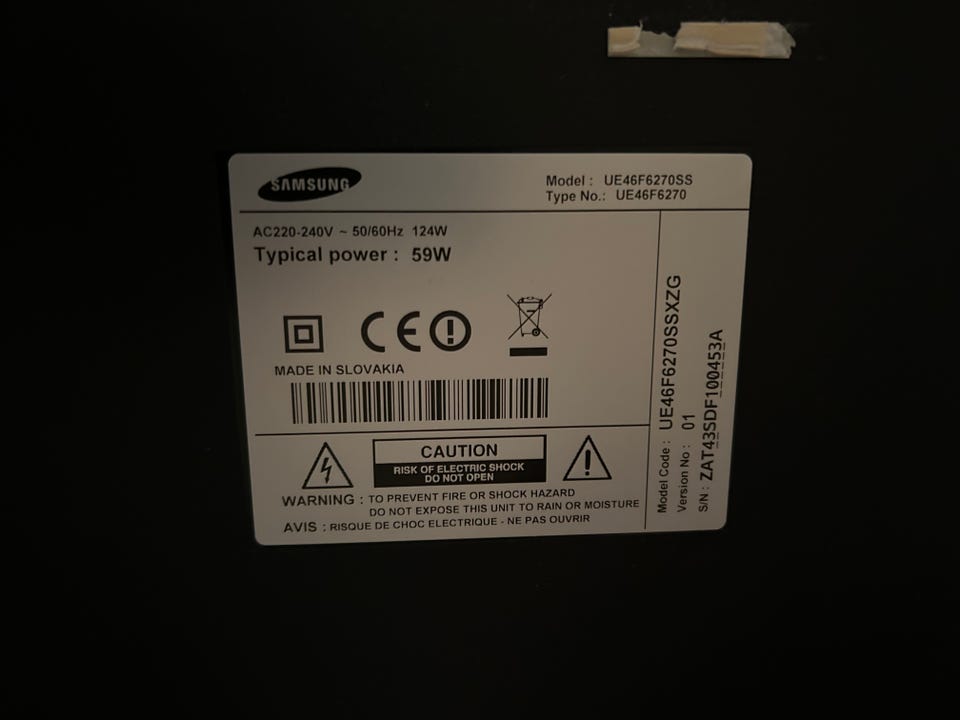 SAMSUNG
Model : UE46F6270SS
Type No.: UE46F6270
AC220-240V ~ 50/60Hz 124W
Typical power : 59W
CE
MADE IN SLOVAKIA
CAUTION
RISK OF ELECTRIC SHOCK
DO NOT OPEN
WARNING : TO PREVENT FIRE OR SHOCK HAZARD
DO NOT EXPOSE THIS UNIT TO RAIN OR MOISTURE
AVIS : RISQUE DE CHOC ELECTRIQUE - NE PAS OUVRIR
Model Code : UE46F6270SSXZG
Version No : 01
S/N : ZAT43SDF100453A